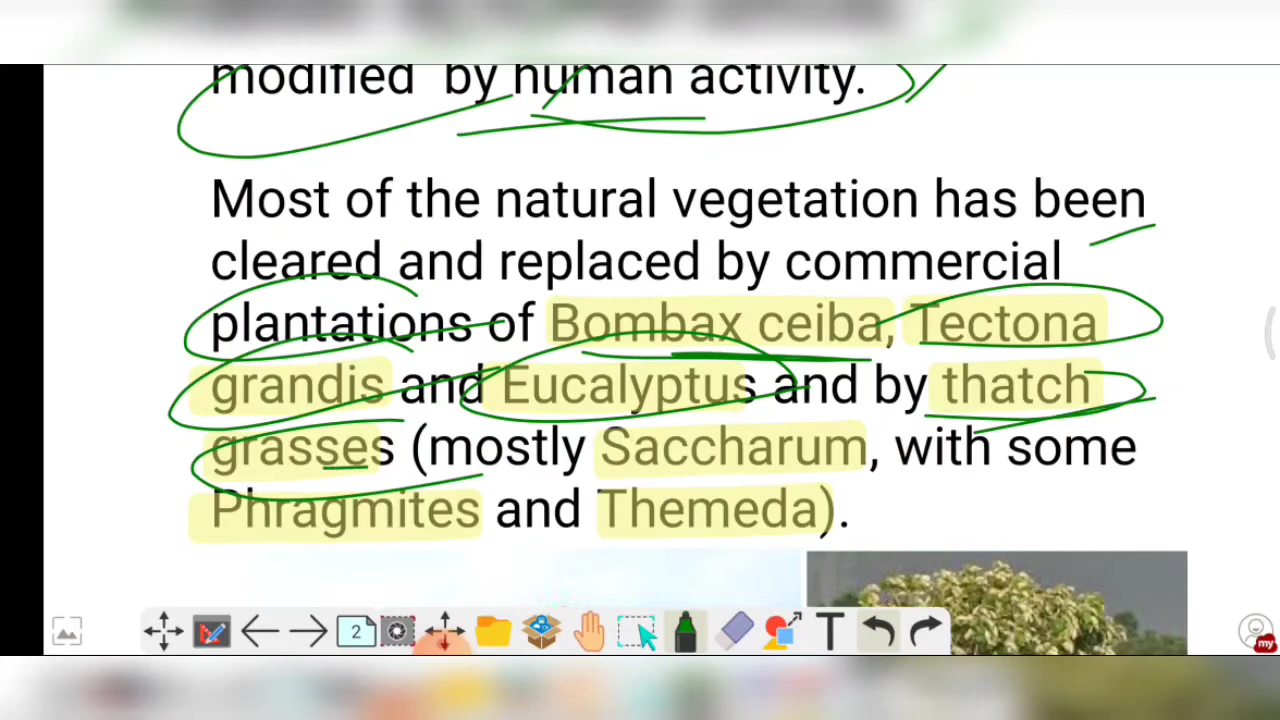 modified by human activity.
Most of the natural vegetation has been
cleared and replaced by commercial
plantations of Bombax ceiba, Tectona
grandis and Eucalyptus and by thatch
grasses (mostly Saccharum, with some
Phragmites and Themeda).
2
T
my